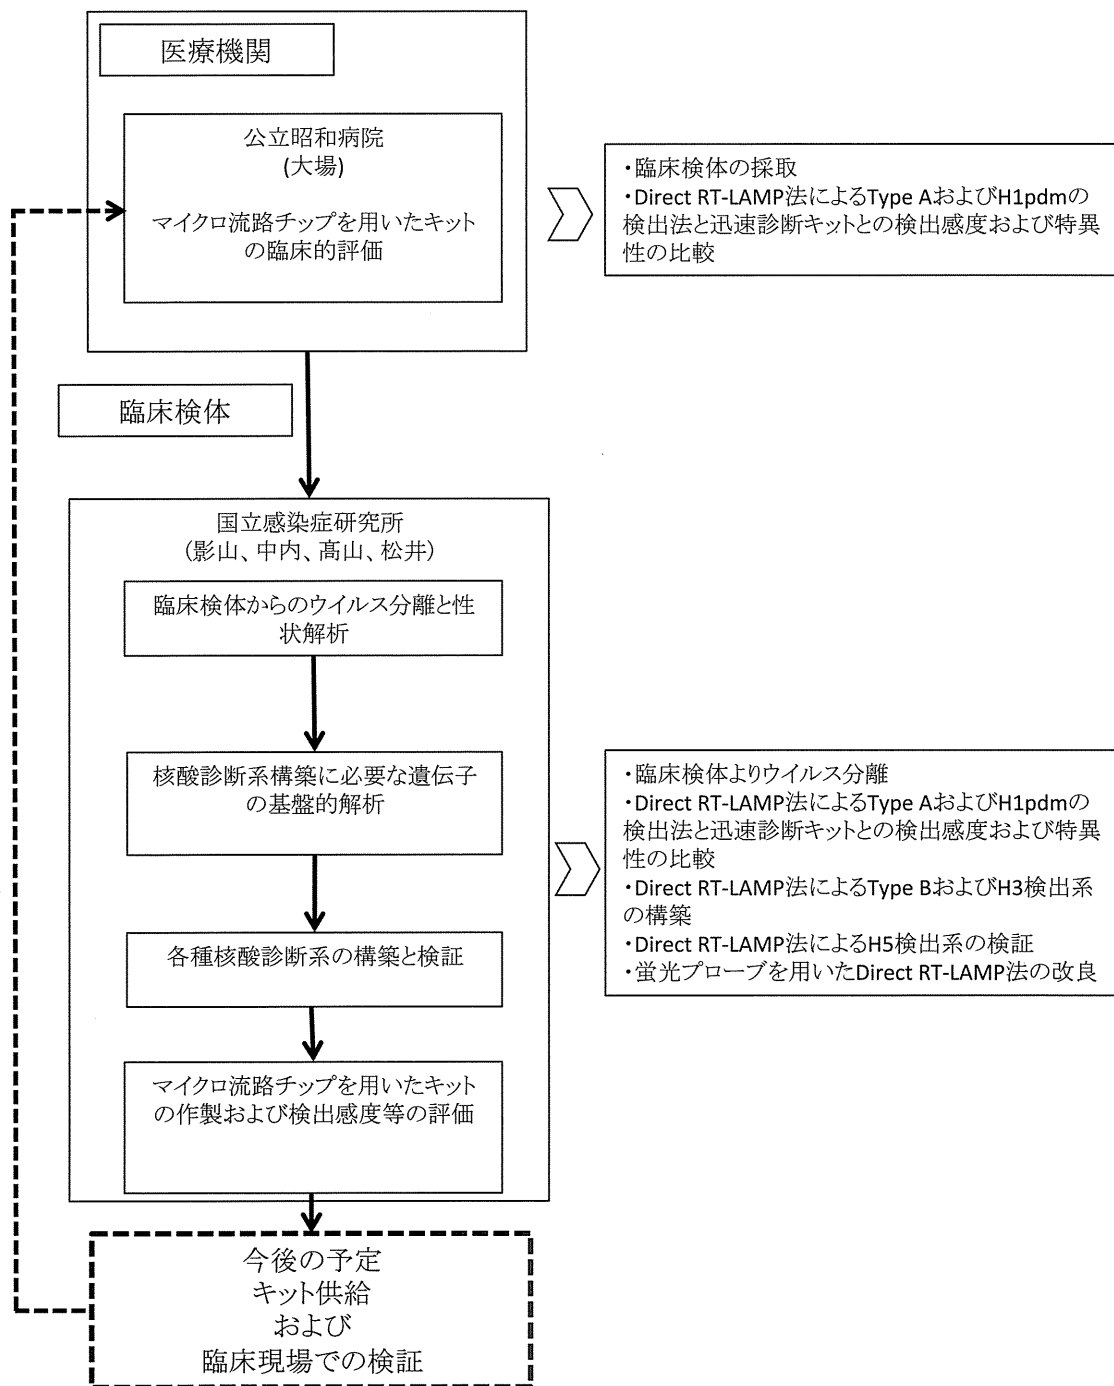 医療機関
公立昭和病院
(大場)
マイクロ流路チップを用いたキット
の臨床的評価
・臨床検体の採取
・Direct RT-LAMP法によるType AおよびH1pdmの
検出法と迅速診断キットとの検出感度および特異
性の比較
臨床検体
国立感染症研究所
(影山、中内、髙山、松井)
臨床検体からのウイルス分離と性
状解析
核酸診断系構築に必要な遺伝子
の基盤的解析
各種核酸診断系の構築と検証
マイクロ流路チップを用いたキット
の作製および検出感度等の評価
・臨床検体よりウイルス分離
・Direct RT-LAMP法によるType AおよびH1pdmの
検出法と迅速診断キットとの検出感度および特異
性の比較
・Direct RT-LAMP法によるType BおよびH3検出系
の構築
・Direct RT-LAMP法によるH5検出系の検証
・蛍光プローブを用いたDirect RT-LAMP法の改良
今後の予定
キット供給
および
臨床現場での検証